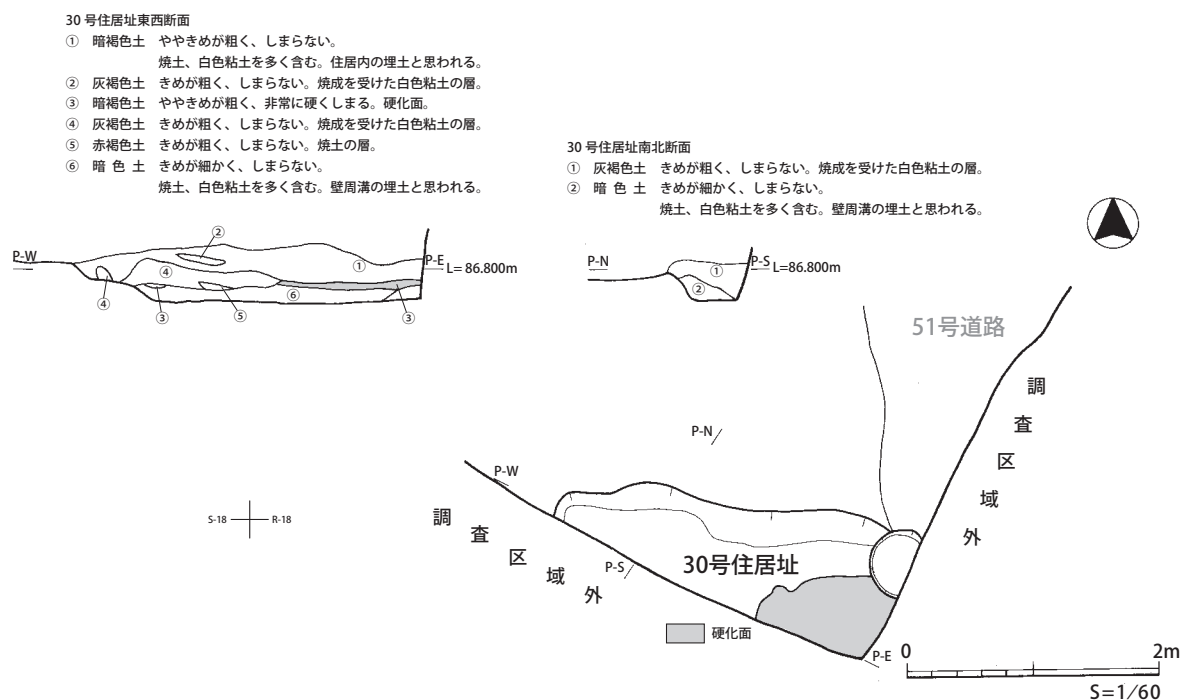 30 号住居址東西断面
① 暗褐色土 ややきめが粗く、しまらない。
焼土、白色粘土を多く含む。住居内の埋土と思われる。
② 灰褐色土 きめが粗く、しまらない。焼成を受けた白色粘土の層。
③ 暗褐色土 ややきめが粗く、非常に硬くしまる。硬化面。
④ 灰褐色土 きめが粗く、しまらない。焼成を受けた白色粘土の層。
⑤ 赤褐色土 きめが粗く、しまらない。焼土の層。
⑥ 暗 色 土 きめが細かく、しまらない。
焼土、白色粘土を多く含む。壁周溝の埋土と思われる。
30 号住居址南北断面
① 灰褐色土 きめが粗く、しまらない。焼成を受けた白色粘土の層。
② 暗 色 土 きめが細かく、しまらない。
焼土、白色粘土を多く含む。壁周溝の埋土と思われる。
P-W
②
④
①
⑥
P-E
L= 86.800m
④
③
⑤
③
P-N
①
②
P-S
L=86.800m
51号道路
調査区域外
P-N
P-W
S-18
R-18
調査区域外
P-S
30号住居址
硬化面
P-E
0
2m
S=1/60